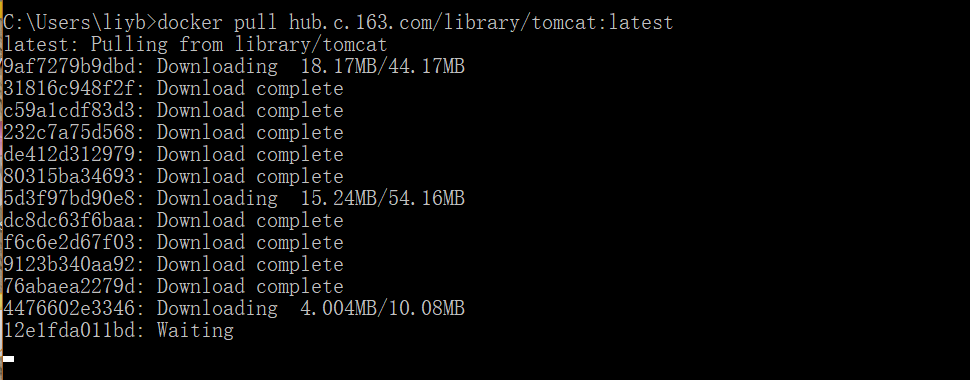 C:\Users\liyb>docker pull hub.c.163.com/library/tomcat:latest
latest: Pulling from library/tomcat
9af7279b9dbd: Downloading  18.17MB/44.17MB
31816c948f2f: Download complete
c59a1cdf83d3: Download complete
232c7a75d568: Download complete
de412d312979: Download complete
80315ba34693: Download complete
5d3f97bd90e8: Downloading  15.24MB/54.16MB
dc8dc63f6baa: Download complete
f6c6e2d67f03: Download complete
9123b340aa92: Download complete
76abaea2279d: Download complete
4476602e3346: Downloading  4.004MB/10.08MB
12e1fda011bd: Waiting